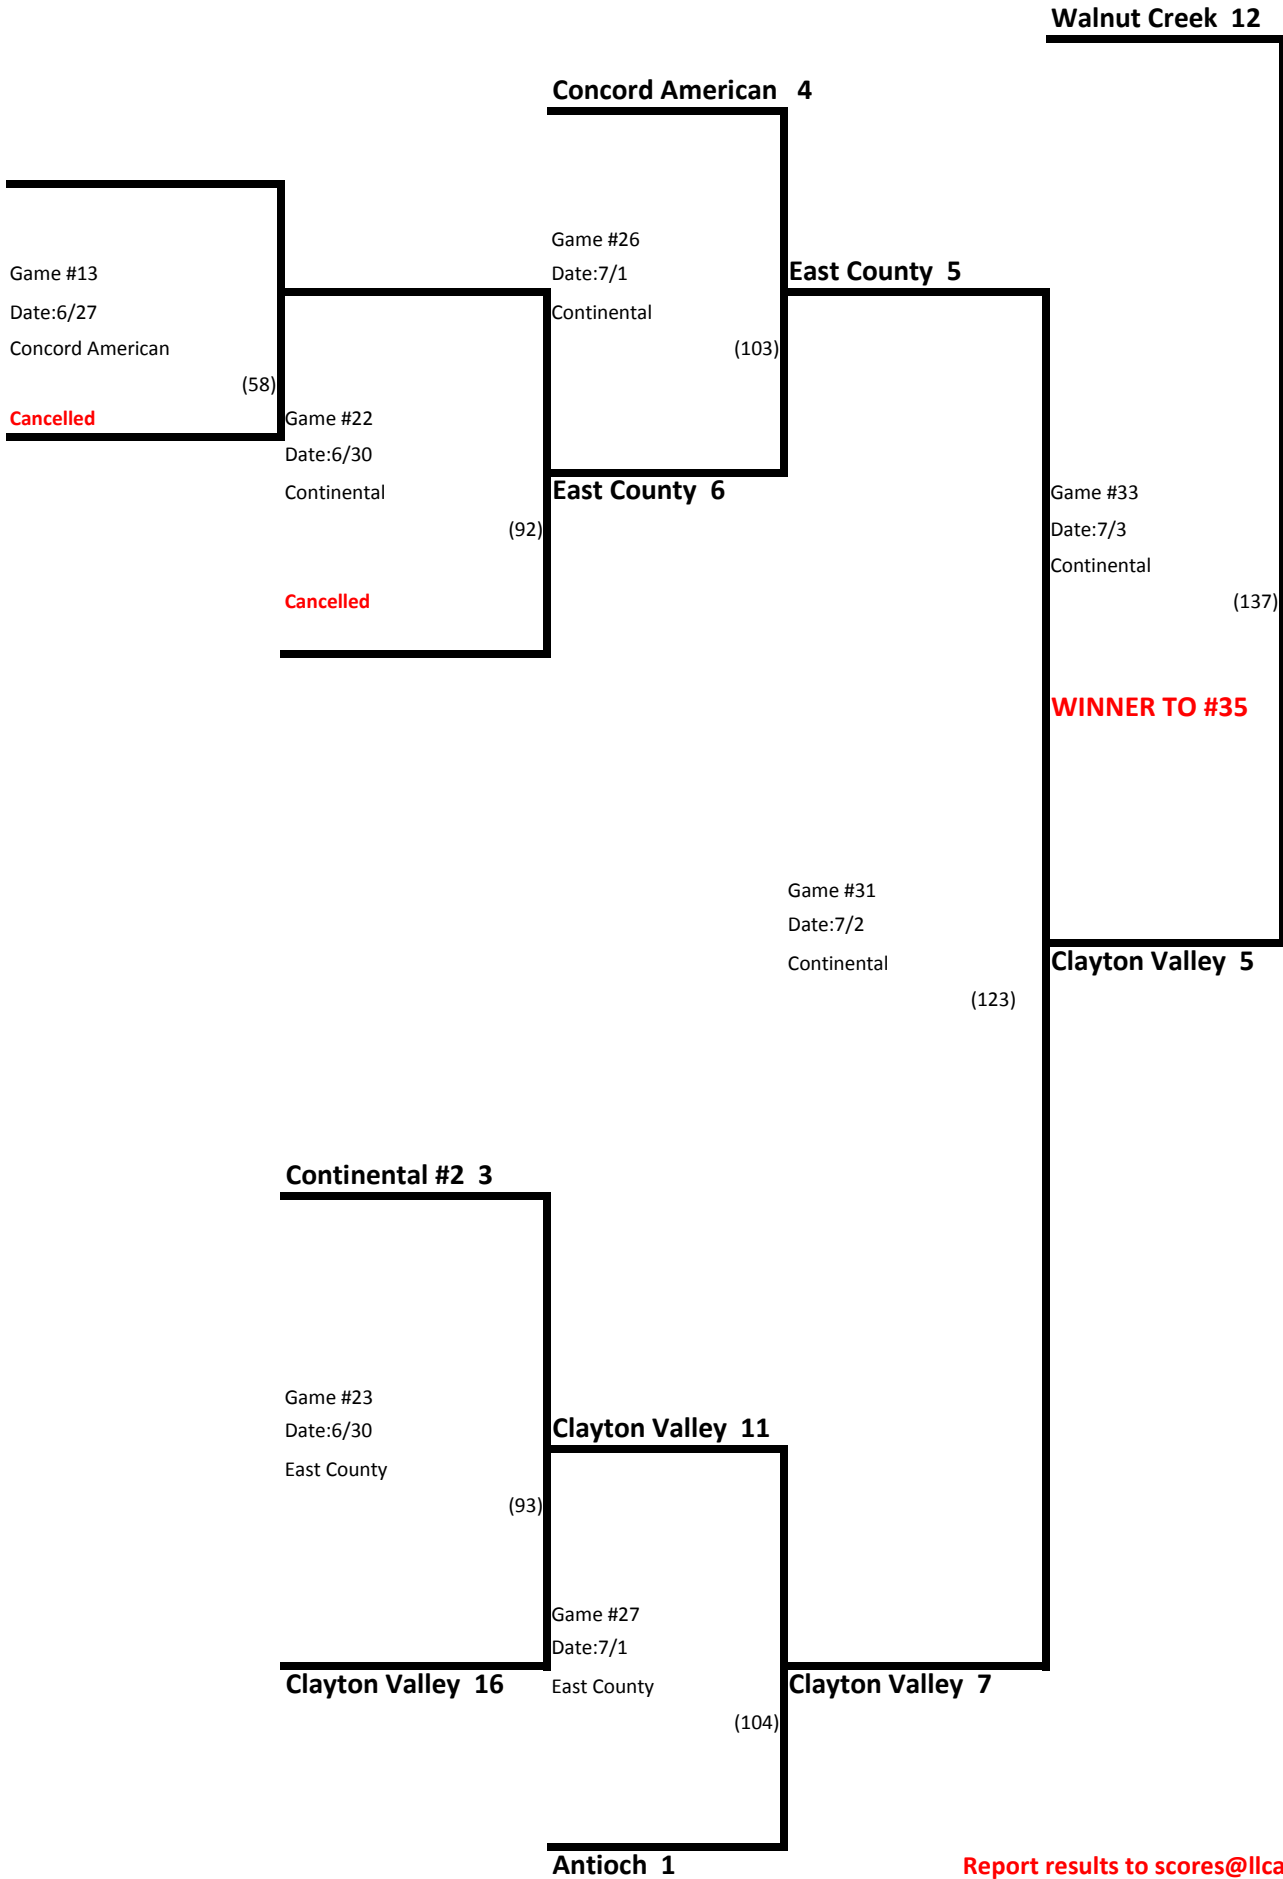 Walnut Creek 12
Concord American 4
Game #13
Date:6/27
Concord American
(58)
Cancelled
Game #26
Date:7/1
Continental
(103)
East County 5
Game #22
Date:6/30
Continental
(92)
Cancelled
East County 6
Game #33
Date:7/3
Continental
(137)
WINNER TO #35
Game #31
Date:7/2
Continental
(123)
Clayton Valley 5
Continental #2 3
Game #23
Date:6/30
East County
(93)
Clayton Valley 11
Clayton Valley 16
Game #27
Date:7/1
East County
(104)
Clayton Valley 7
Antioch 1
Report results to scores@llca